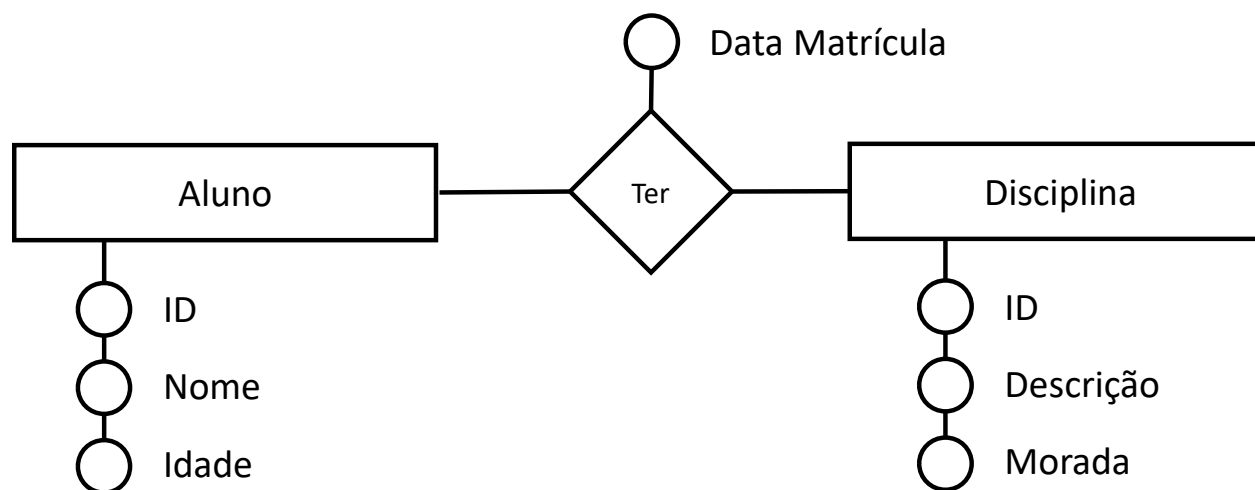 Data Matrícula
Aluno
Ter
Disciplina
ID
ID
Nome
Descrição
Idade
Morada